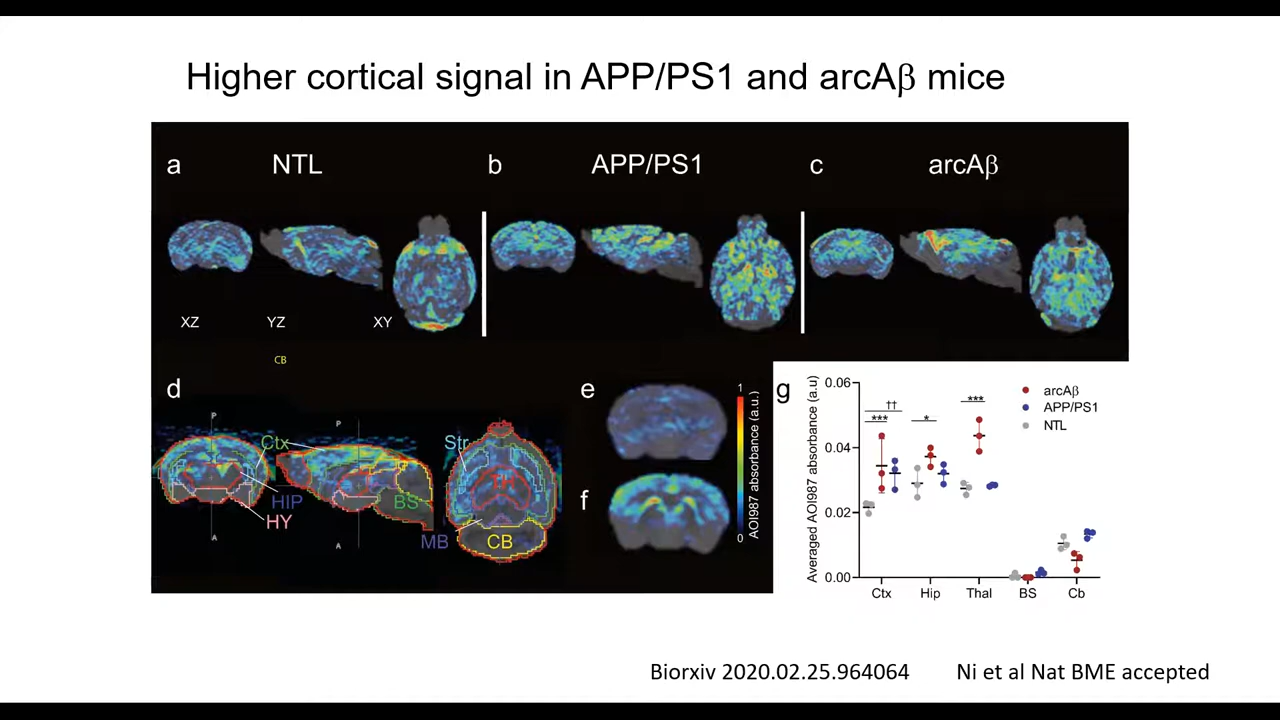 Higher cortical signal in APP/PS1 and arcAβ mice
a NTL
b APP/PS1
c arcAβ
XZ YZ XY
CB
d
P
P
Ctx
HIP
HY
A
A
BS
Str
TH
MB
CB
e
f
1
0
AOI987 absorbance (a.u.)
g
Averaged AOI987 absorbance (a.u)
0.06
0.04
0.02
0.00
††
***
*
***
arcAβ
APP/PS1
NTL
Ctx Hip Thal BS Cb
Biorxiv 2020.02.25.964064 Ni et al Nat BME accepted